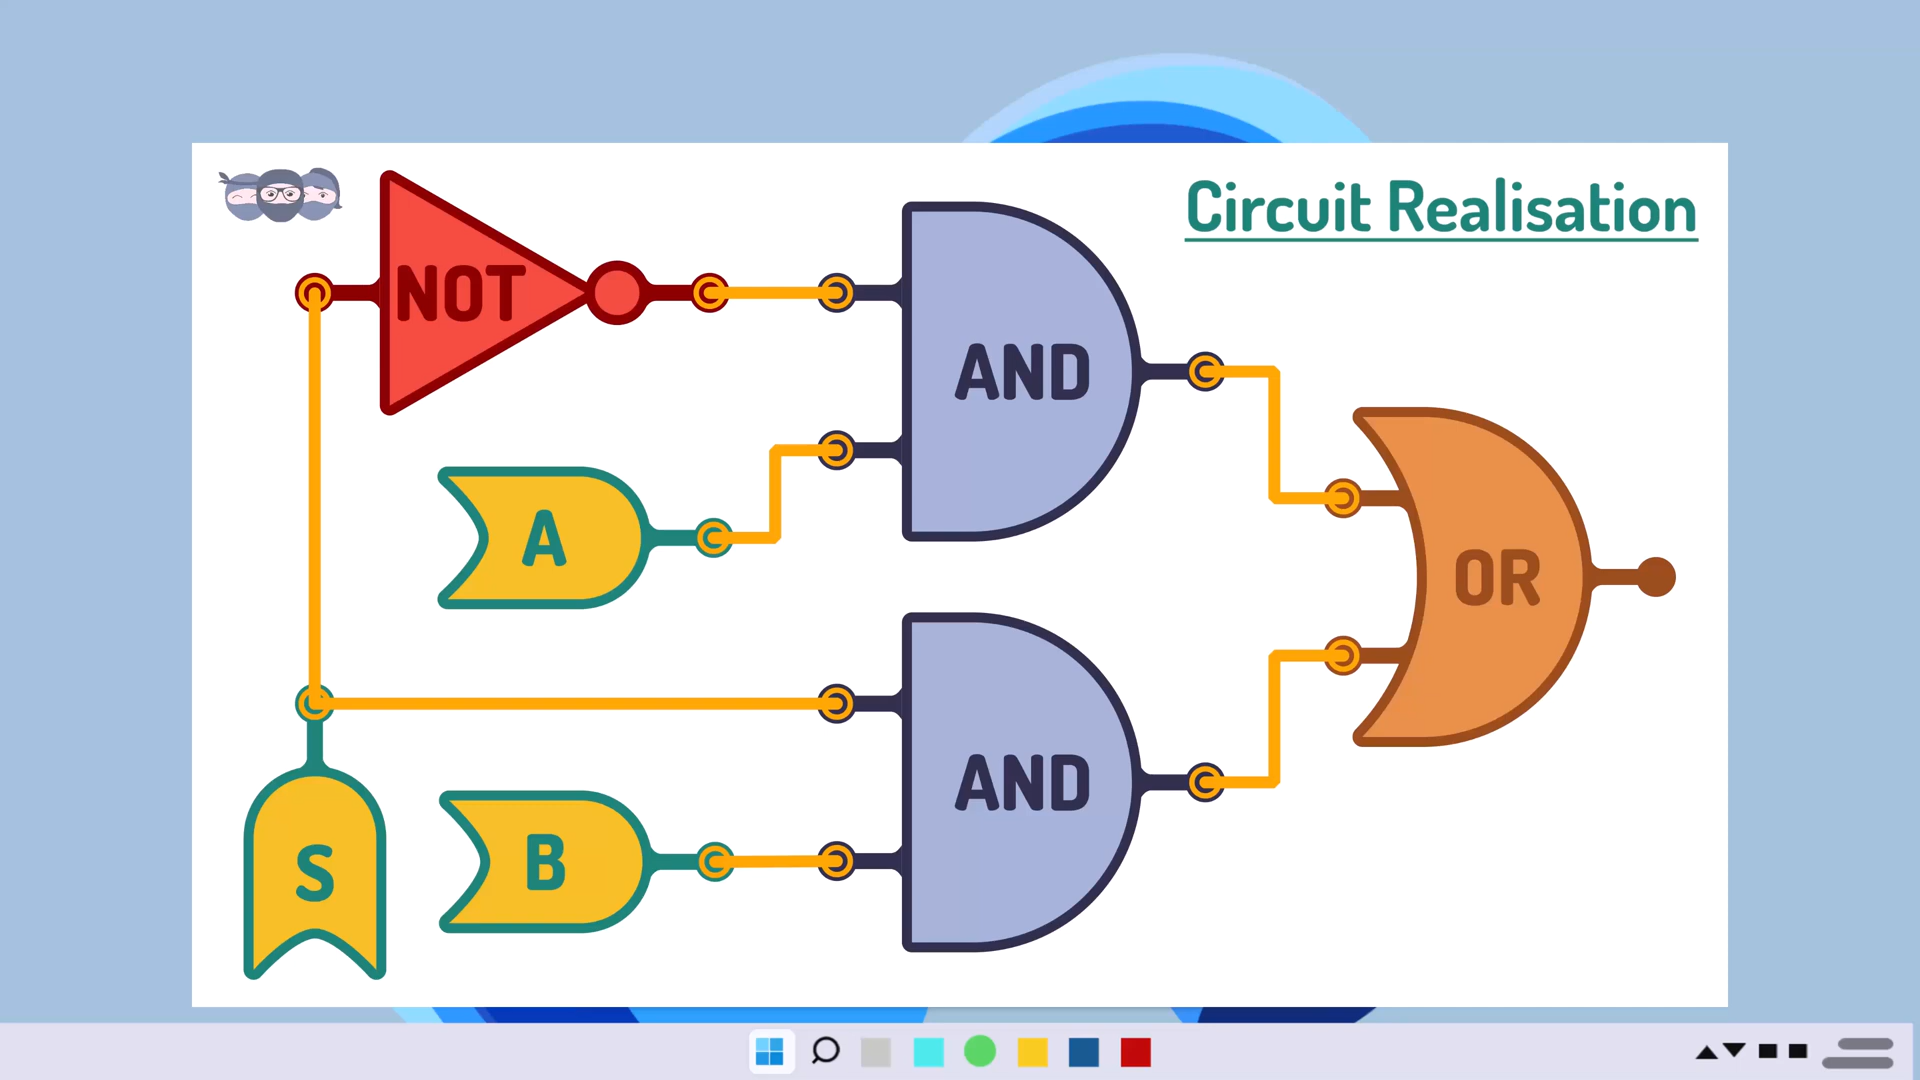 Circuit Realisation
NOT
AND
A
OR
AND
S
B